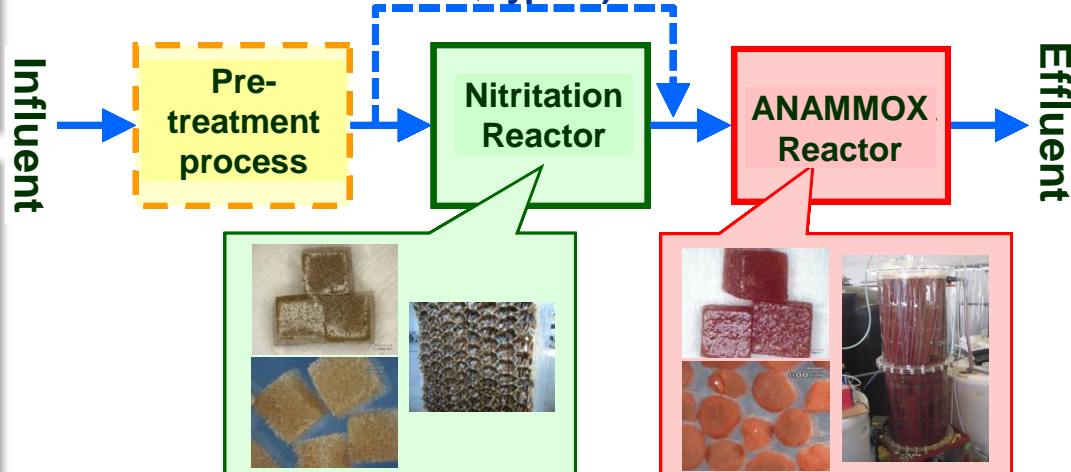 Influent
Pre-
treatment
process
Nitritation
Reactor
ANAMMOX
Reactor
Effluent